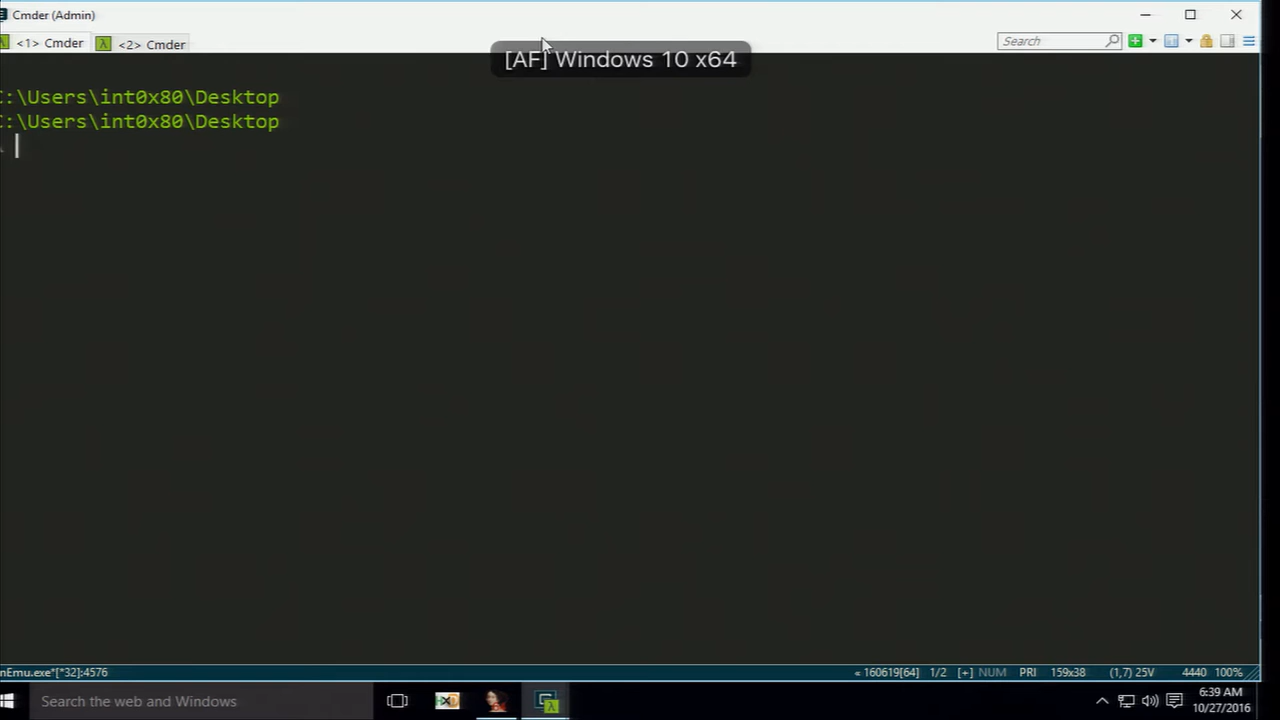 Cmder (Admin)
<1> Cmder
<2> Cmder
Search
[AF] Windows 10 x64
:\Users\int0x80\Desktop
:\Users\int0x80\Desktop
nEmu.exe*[*32]:4576
« 160619[64]
1/2
[+] NUM
PRI
159x38
(1,7) 25V
4440
100%
Search the web and Windows
6:39 AM
10/27/2016